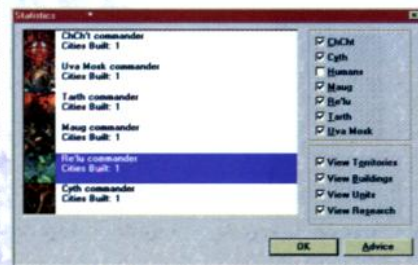 Statistics
ChCh't commander
Cities Built: 1
Uva Mosk commander
Cities Built: 1
Tarth commander
Cities Built: 1
Maug commander
Cities Built: 1
Re'lu commander
Cities Built: 1
Cyth commander
Cities Built: 1
ChCht
Cyth
Humans
Maug
Re'lu
Tarth
Uva Mosk
View Territories
View Buildings
View Units
View Research
OK
Advice